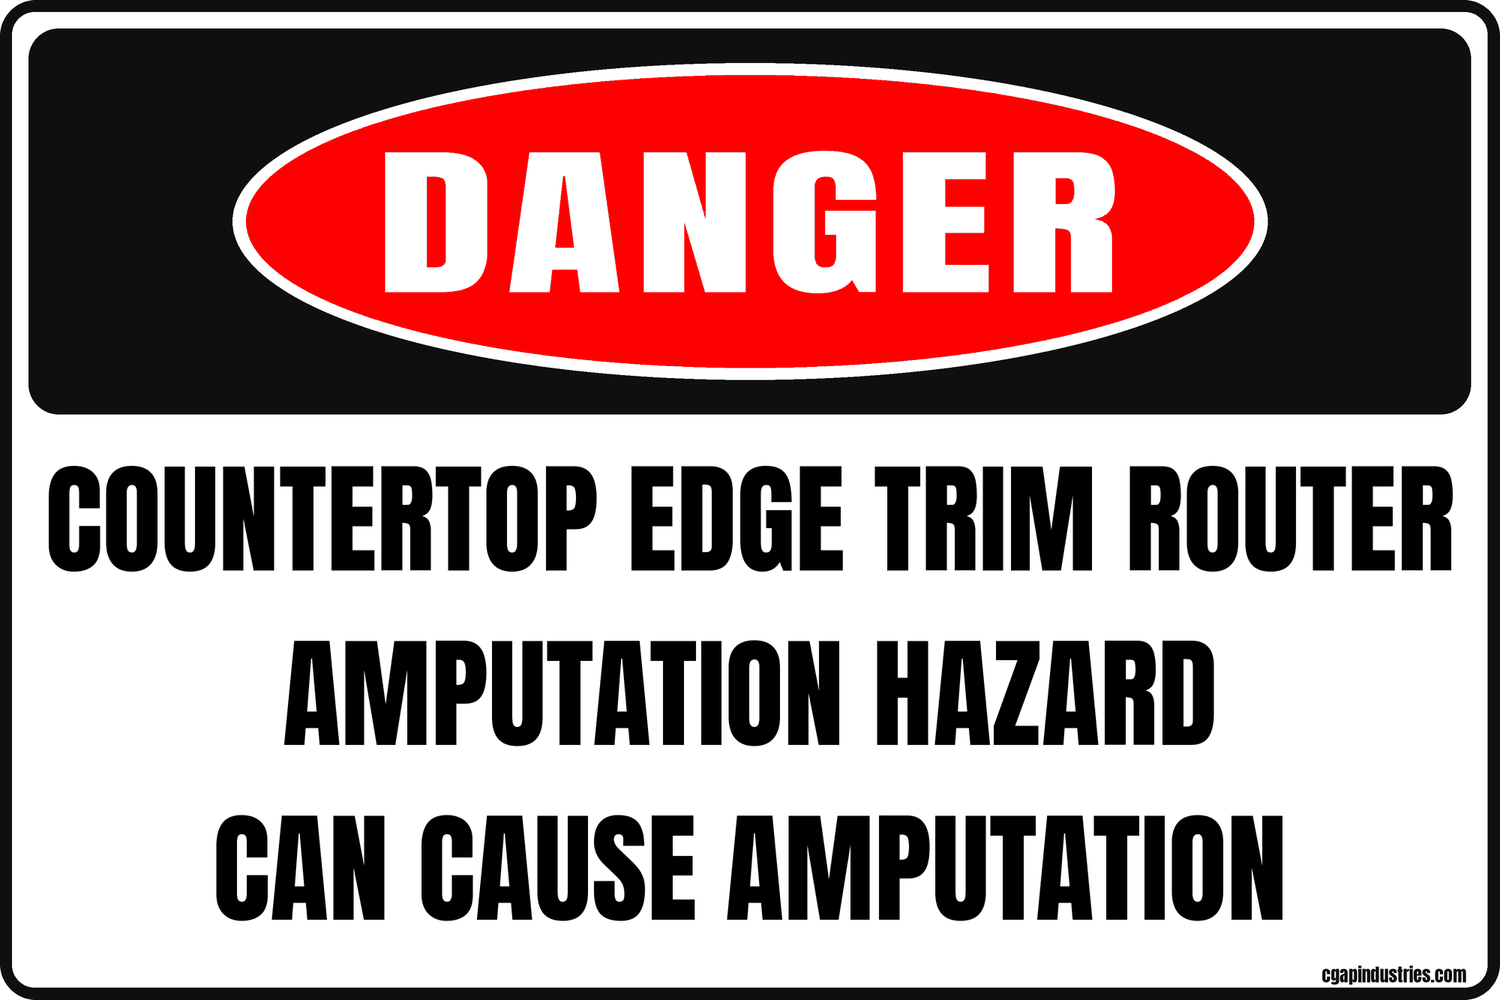 DANGER
COUNTERTOP EDGE TRIM ROUTER
AMPUTATION HAZARD
CAN CAUSE AMPUTATION
cgapindustries.com